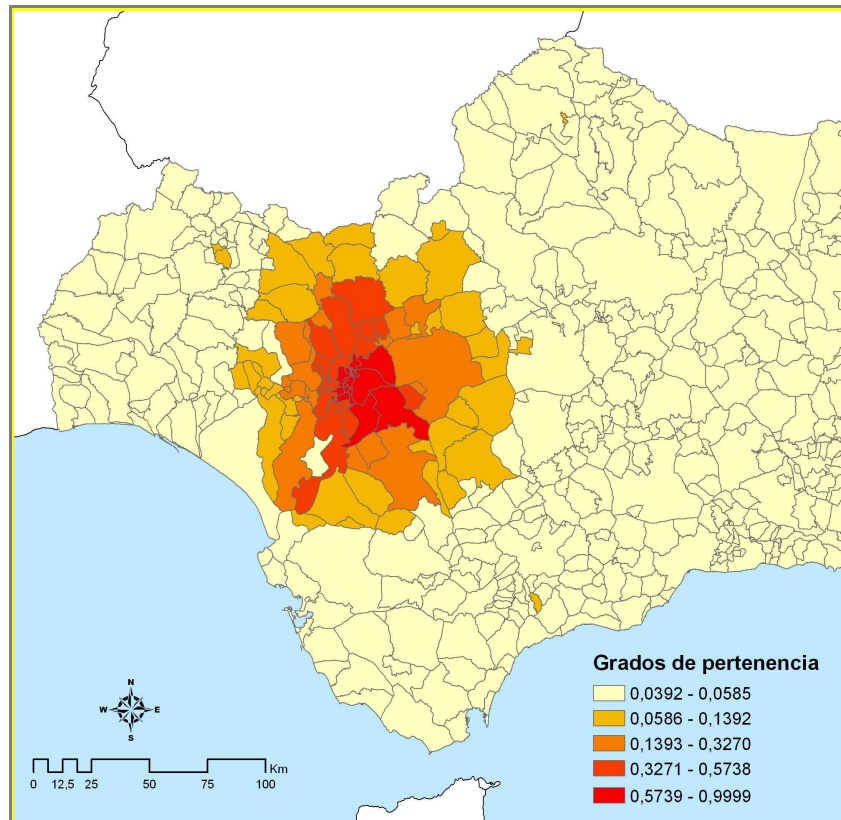 Grados de pertenencia
0,0392 - 0,0585
0,0586 - 0,1392
0,1393 - 0,3270
0,3271 - 0,5738
0,5739 - 0,9999
N
W E
S
Km
0 12,5 25 50 75 100